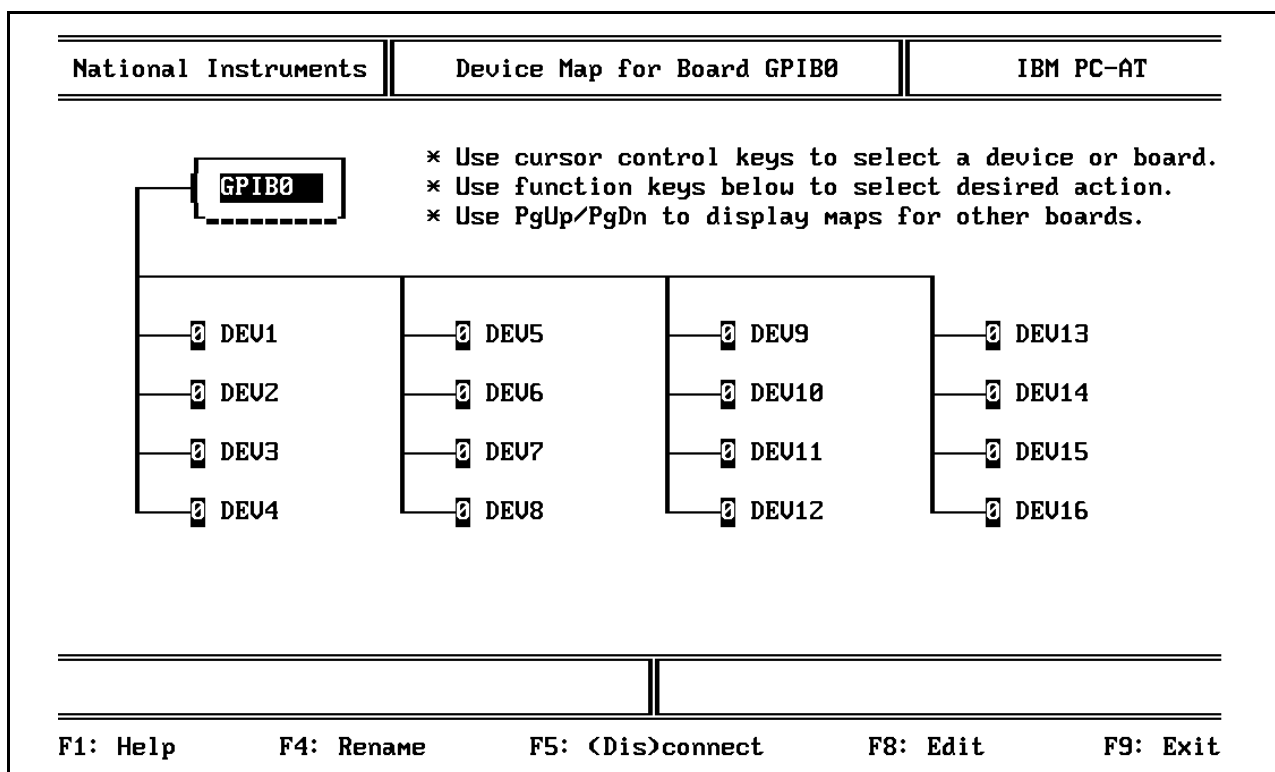 National Instruments Device Map for Board GPIB0 IBM PC-AT
* Use cursor control keys to select a device or board.
GPIB0 * Use function keys below to select desired action.
* Use PgUp/PgDn to display maps for other boards.
0 DEV1 0 DEV5 0 DEV9 0 DEV13
0 DEV2 0 DEV6 0 DEV10 0 DEV14
0 DEV3 0 DEV7 0 DEV11 0 DEV15
0 DEV4 0 DEV8 0 DEV12 0 DEV16
F1: Help F4: Rename F5: (Dis)connect F8: Edit F9: Exit